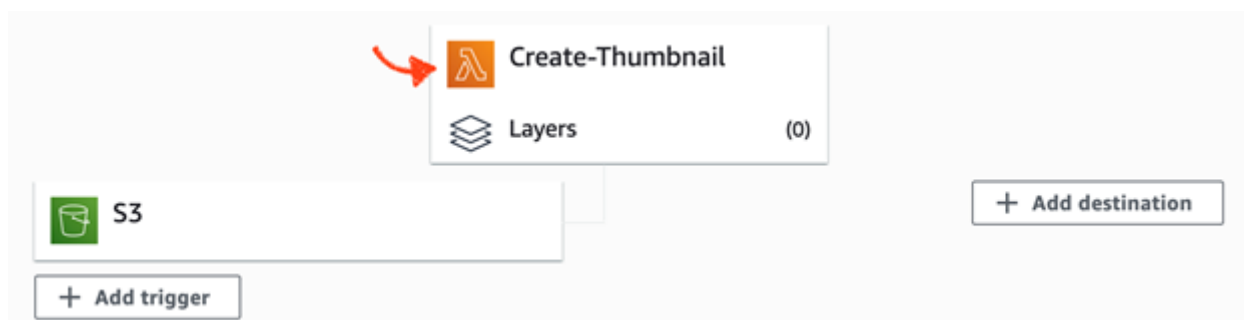 Create-Thumbnail
Layers (0)
S3
+ Add destination
+ Add trigger